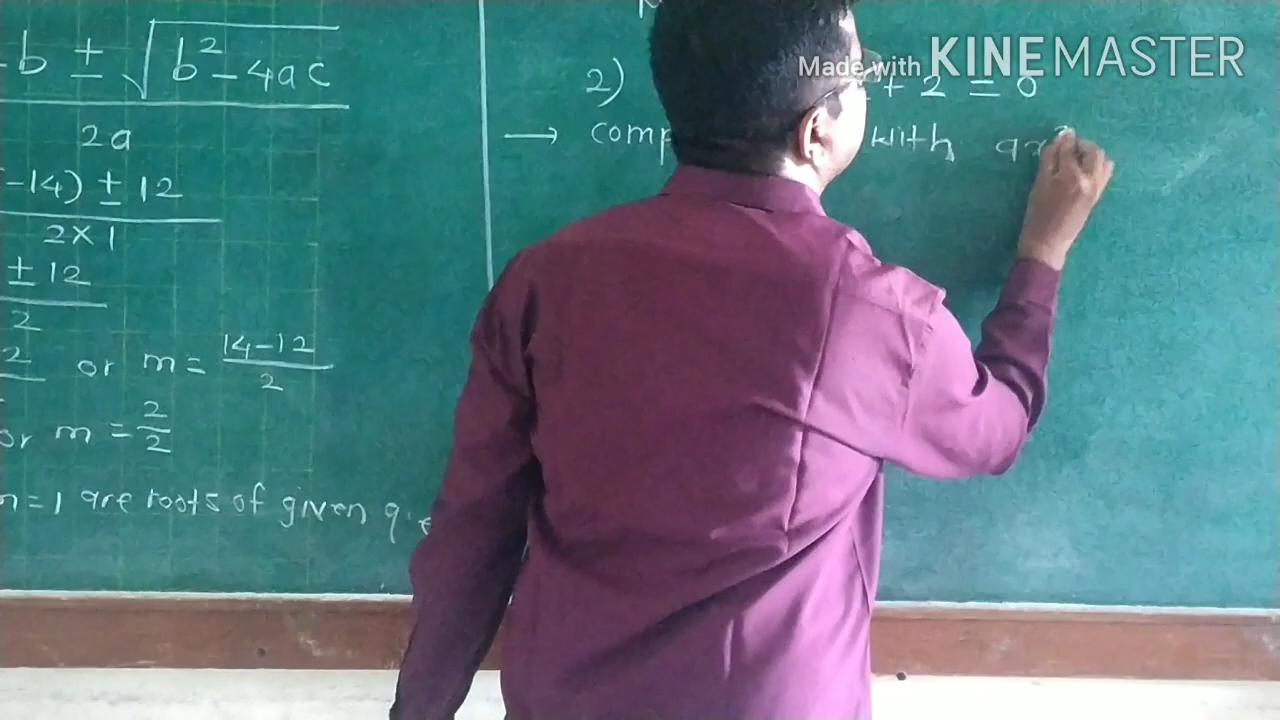 -b ± √b²-4ac
2a
-14) ± 12
2×1
± 12
2
2 or m = 14-12
2
or m = 2
2
m=1 are roots of given q.e
2) + 2 = 0
→ comp with ax²
Made with KINEMASTER